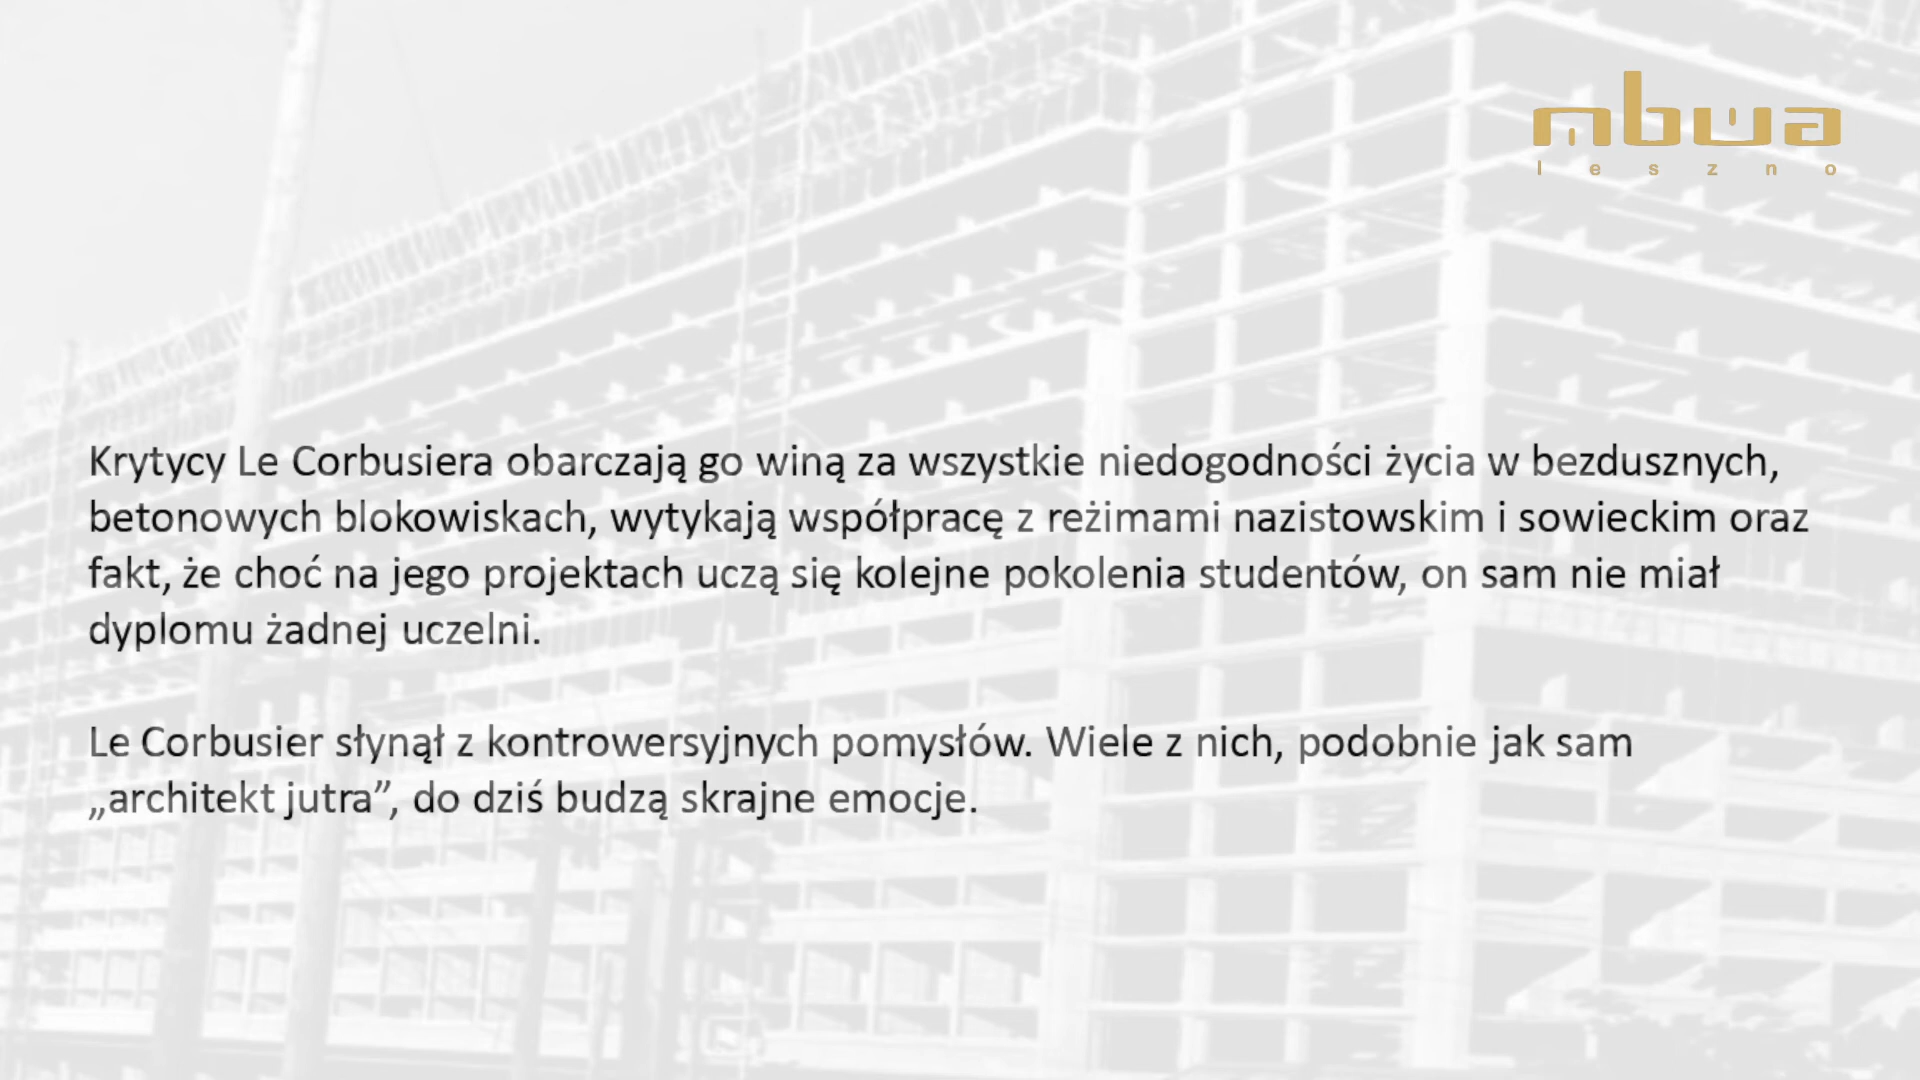 mbwa
leszno
Krytycy Le Corbusiera obarczają go winą za wszystkie niedogodności życia w bezdusznych,
betonowych blokowiskach, wytykają współpracę z reżimami nazistowskim i sowieckim oraz
fakt, że choć na jego projektach uczą się kolejne pokolenia studentów, on sam nie miał
dyplomu żadnej uczelni.
Le Corbusier słynął z kontrowersyjnych pomysłów. Wiele z nich, podobnie jak sam
„architekt jutra”, do dziś budzą skrajne emocje.